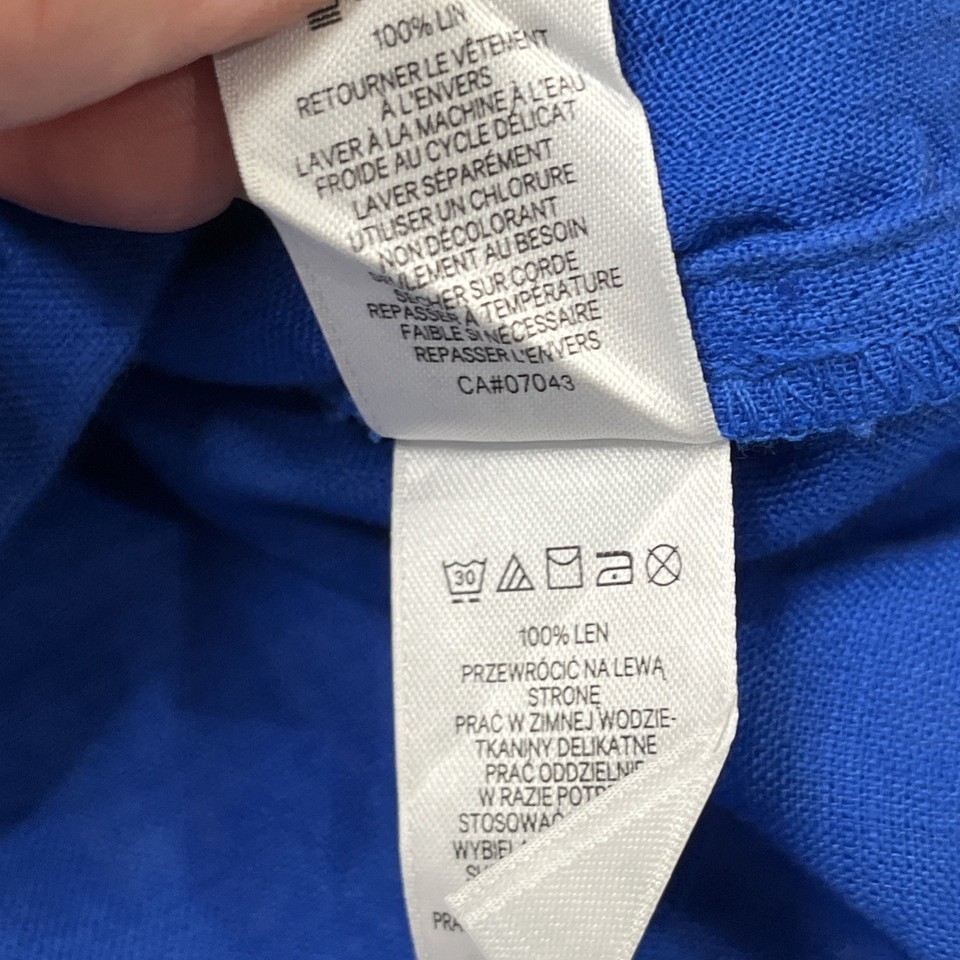 100% LIN
RETOURNER LE VÊTEMENT
À L'ENVERS
LAVER À LA MACHINE À L'EAU
FROIDE AU CYCLE DÉLICAT
LAVER SÉPARÉMENT
UTILISER UN CHLORURE
NON DÉCOLORANT
AU BESOIN
SUR CORDE
REPASSER À TEMPÉRATURE
FAIBLE SI NÉCESSAIRE
REPASSER L'ENVERS
CA#07043
30
100% LEN
PRZEWRÓCIĆ NA LEWĄ
STRONĘ
PRAĆ W ZIMNEJ WODZIE-
TKANINY DELIKATNE
PRAĆ ODDZIELNIE
W RAZIE
STOSOWAĆ